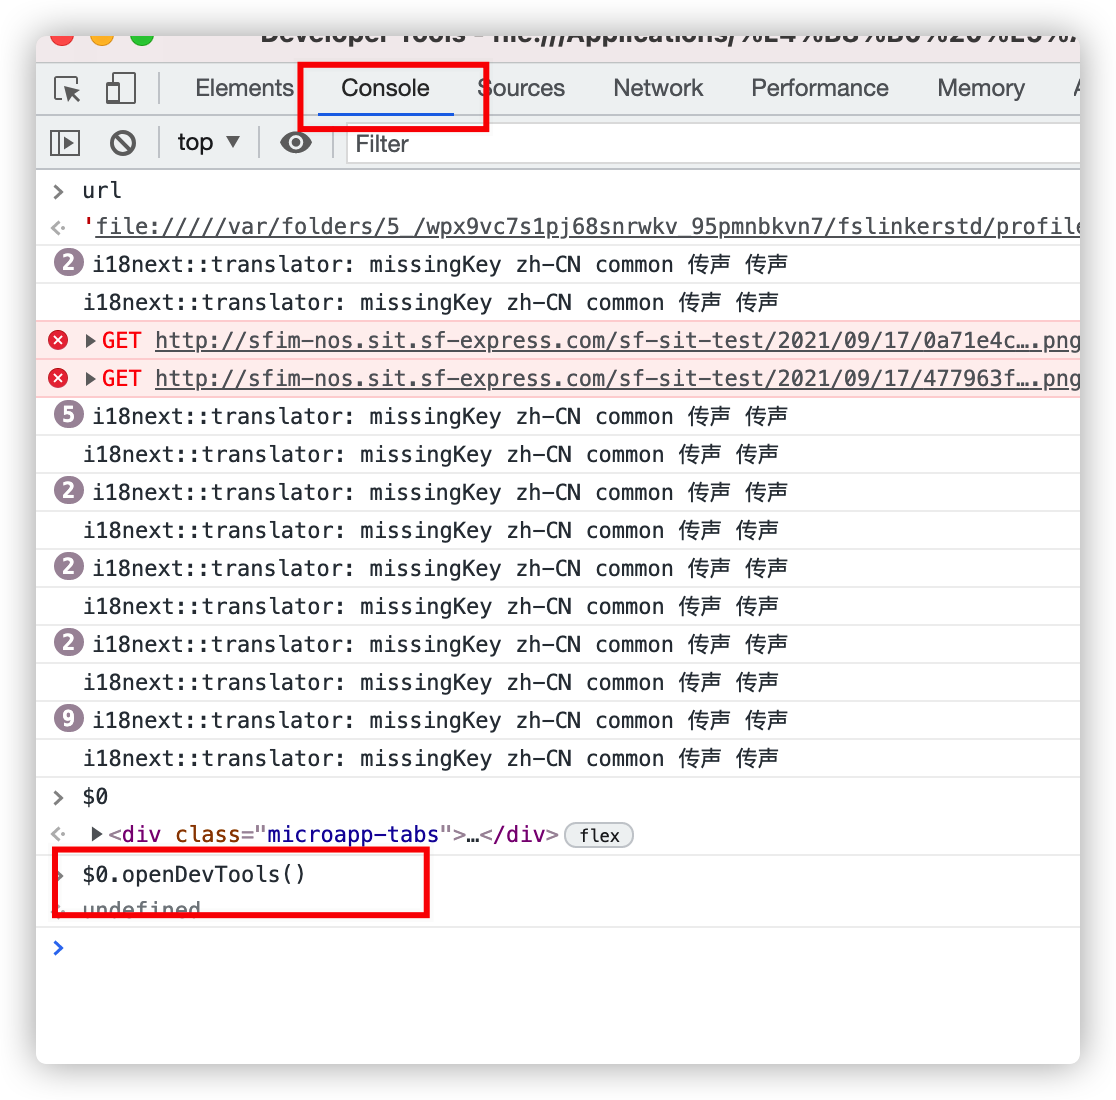 Developer Tools - file:///Applications/%E4%B8%B0%20%E5%A
Elements Console Sources Network Performance Memory
top ▼ Filter
> url
'file://///var/folders/5_/wpx9vc7s1pj68snrwkv_95pmnbkvn7/fslinkerstd/profile
2 i18next::translator: missingKey zh-CN common 传声 传声
i18next::translator: missingKey zh-CN common 传声 传声
GET http://sfim-nos.sit.sf-express.com/sf-sit-test/2021/09/17/0a71e4c….png
GET http://sfim-nos.sit.sf-express.com/sf-sit-test/2021/09/17/477963f….png
5 i18next::translator: missingKey zh-CN common 传声 传声
i18next::translator: missingKey zh-CN common 传声 传声
2 i18next::translator: missingKey zh-CN common 传声 传声
i18next::translator: missingKey zh-CN common 传声 传声
2 i18next::translator: missingKey zh-CN common 传声 传声
i18next::translator: missingKey zh-CN common 传声 传声
2 i18next::translator: missingKey zh-CN common 传声 传声
i18next::translator: missingKey zh-CN common 传声 传声
9 i18next::translator: missingKey zh-CN common 传声 传声
i18next::translator: missingKey zh-CN common 传声 传声
> $0
<div class="microapp-tabs">…</div> flex
> $0.openDevTools()
undefined
>